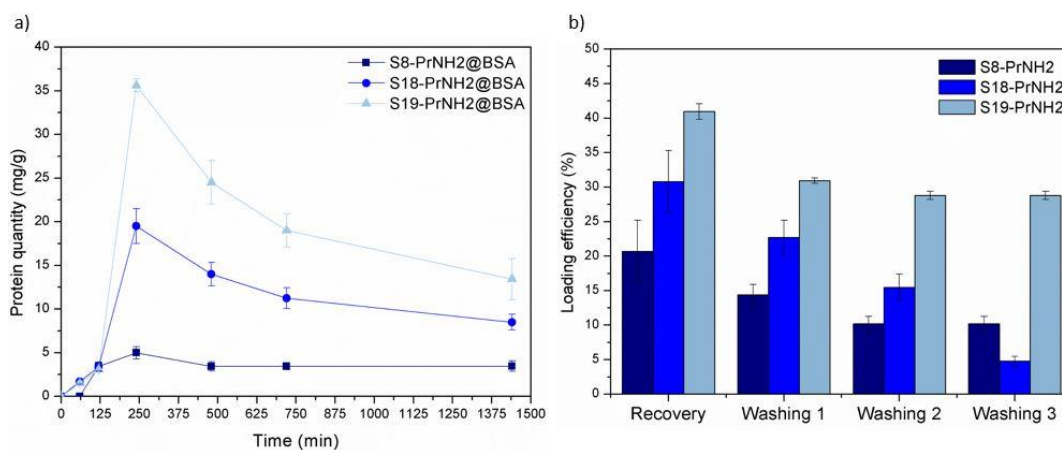 a)
Protein quantity (mg/g)
40
35
30
25
20
15
10
5
0
S8-PrNH2@BSA
S18-PrNH2@BSA
S19-PrNH2@BSA
0 125 250 375 500 625 750 875 1000 1125 1250 1375 1500
Time (min)
b)
Loading efficiency (%)
50
45
40
35
30
25
20
15
10
5
0
S8-PrNH2
S18-PrNH2
S19-PrNH2
Recovery Washing 1 Washing 2 Washing 3